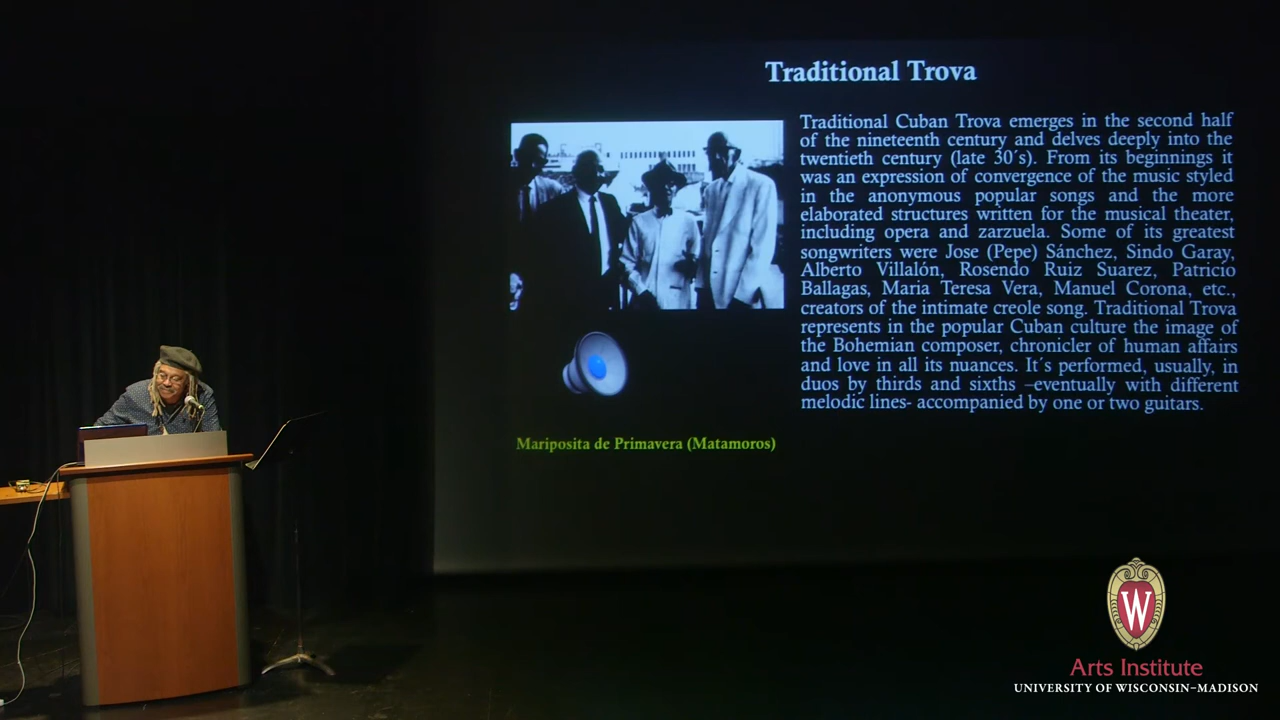 Traditional Trova
Traditional Cuban Trova emerges in the second half
of the nineteenth century and delves deeply into the
twentieth century (late 30´s). From its beginnings it
was an expression of convergence of the music styled
in the anonymous popular songs and the more
elaborated structures written for the musical theater,
including opera and zarzuela. Some of its greatest
songwriters were Jose (Pepe) Sánchez, Sindo Garay,
Alberto Villalón, Rosendo Ruiz Suarez, Patricio
Ballagas, Maria Teresa Vera, Manuel Corona, etc.,
creators of the intimate creole song. Traditional Trova
represents in the popular Cuban culture the image of
the Bohemian composer, chronicler of human affairs
and love in all its nuances. It´s performed, usually, in
duos by thirds and sixths –eventually with different
melodic lines- accompanied by one or two guitars.
Mariposita de Primavera (Matamoros)
W
Arts Institute
UNIVERSITY OF WISCONSIN–MADISON